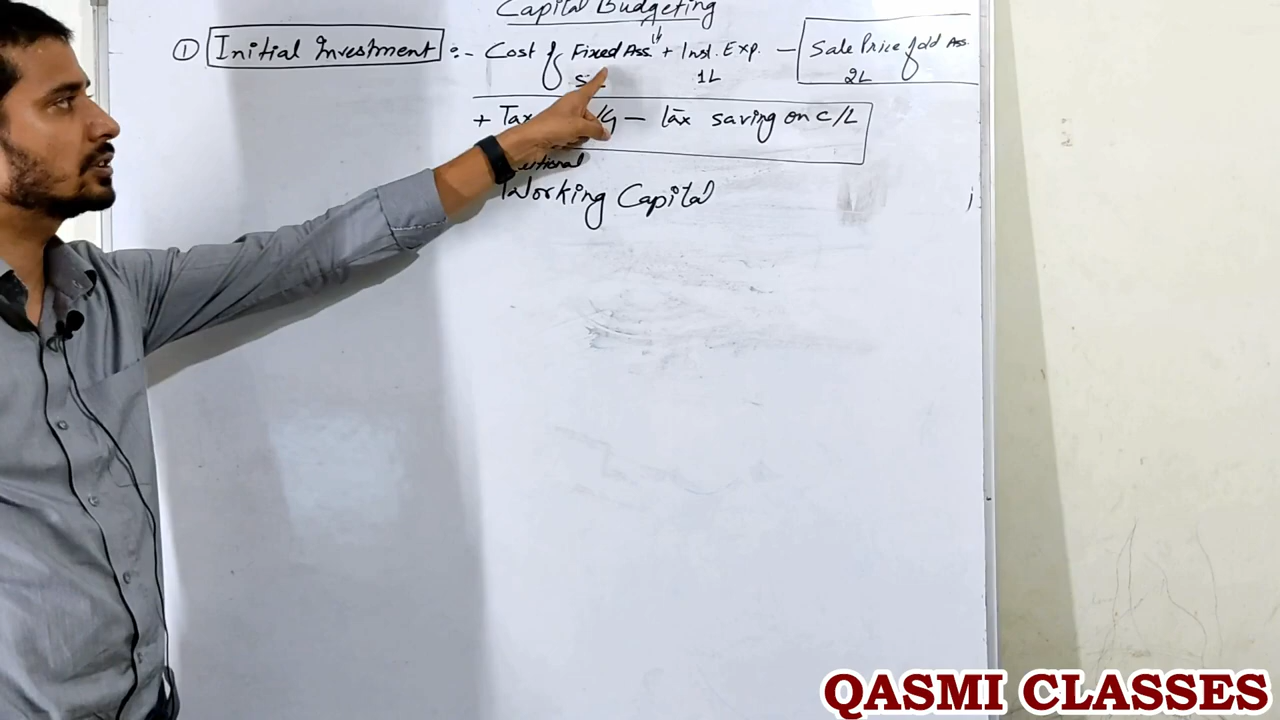 Capital Budgeting
① Initial Investment :- Cost of Fixed Ass. + Inst. Exp. - Sale Price of old Ass.
1L 2L
+ Tax /G - Tax saving on C/L
Working Capital
QASMI CLASSES